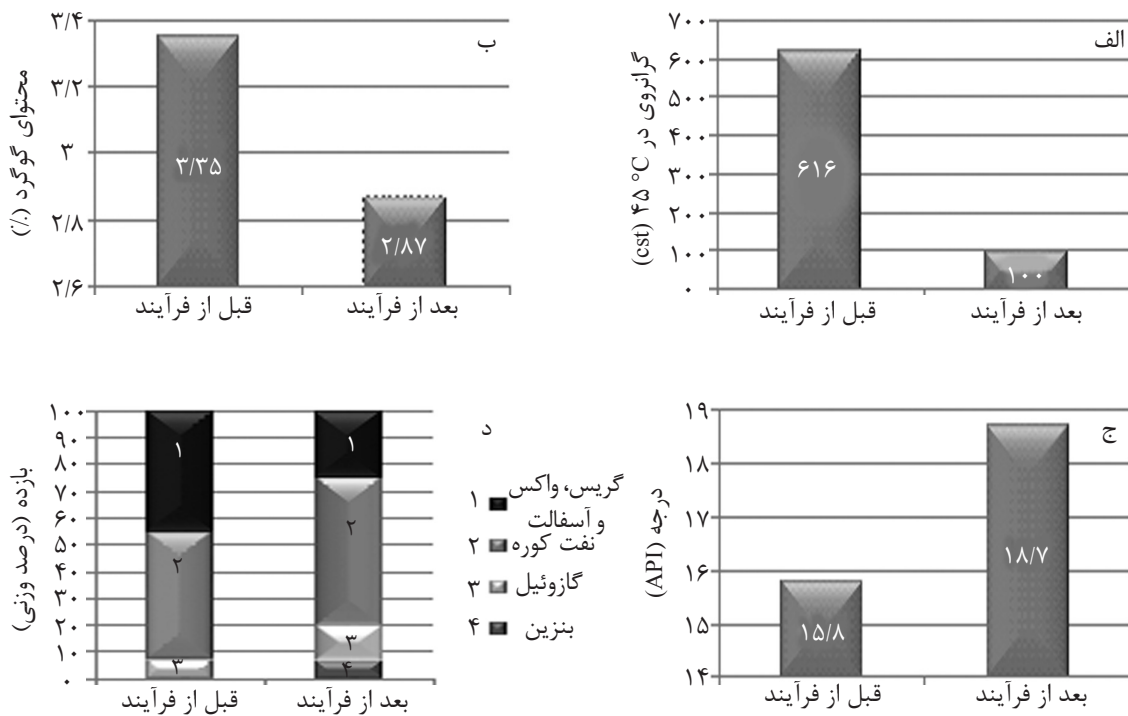 الف
گرانروی در ۴۵ °C (cst)
۷۰۰
۶۰۰
۵۰۰
۴۰۰
۳۰۰
۲۰۰
۱۰۰
۰
۶۱۶
۱۰۰
قبل از فرآیند
بعد از فرآیند
ب
محتوای گوگرد (٪)
۳/۴
۳/۲
۳
۲/۸
۲/۶
۳/۳۵
۲/۸۷
قبل از فرآیند
بعد از فرآیند
ج
درجه (API)
۱۹
۱۸
۱۷
۱۶
۱۵
۱۴
۱۵/۸
۱۸/۷
قبل از فرآیند
بعد از فرآیند
د
بازده (درصد وزنی)
۱۰۰
۹۰
۸۰
۷۰
۶۰
۵۰
۴۰
۳۰
۲۰
۱۰
۰
۱
۲
۳
۱
۲
۳
۴
قبل از فرآیند
بعد از فرآیند
۱ گریس، واکس
و آسفالت
۲ نفت کوره
۳ گازوئیل
۴ بنزین